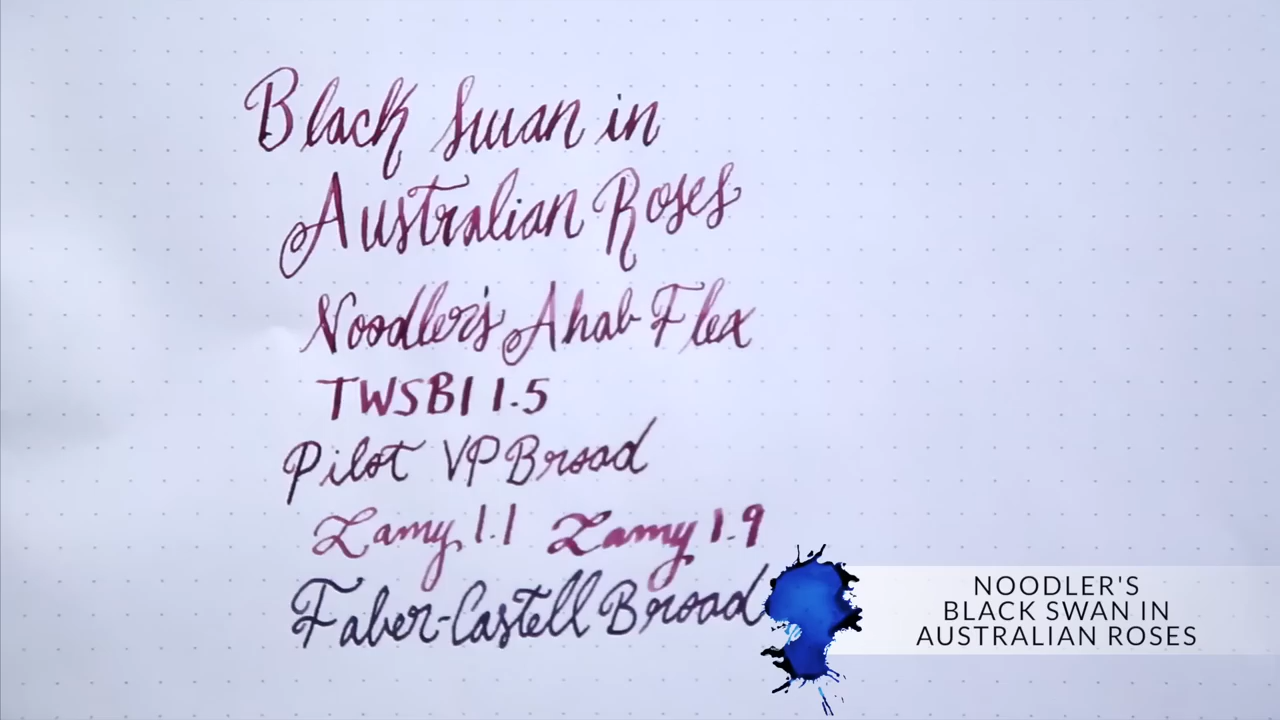 Black Swan in
Australian Roses
Noodler's Ahab Flex
TWSBI 1.5
Pilot VP Broad
Lamy 1.1 Lamy 1.9
Faber-Castell Broad
NOODLER'S
BLACK SWAN IN
AUSTRALIAN ROSES